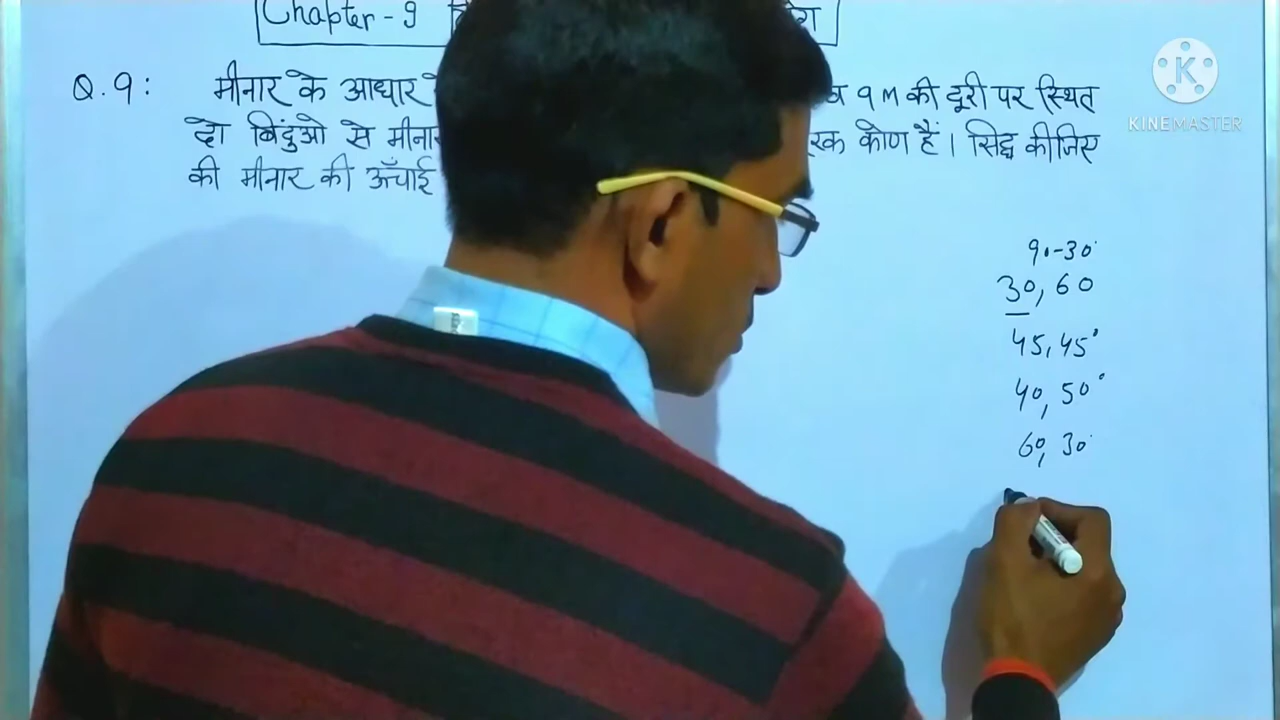 Chapter - 9
Q. 9: मीनार के आधार 9 M की दूरी पर स्थित
दो बिंदुओ से कोण हैं। सिद्ध कीजिए
की मीनार की ऊँचाई
90-30°
30, 60
45, 45°
40, 50°
60, 30°
KINEMASTER